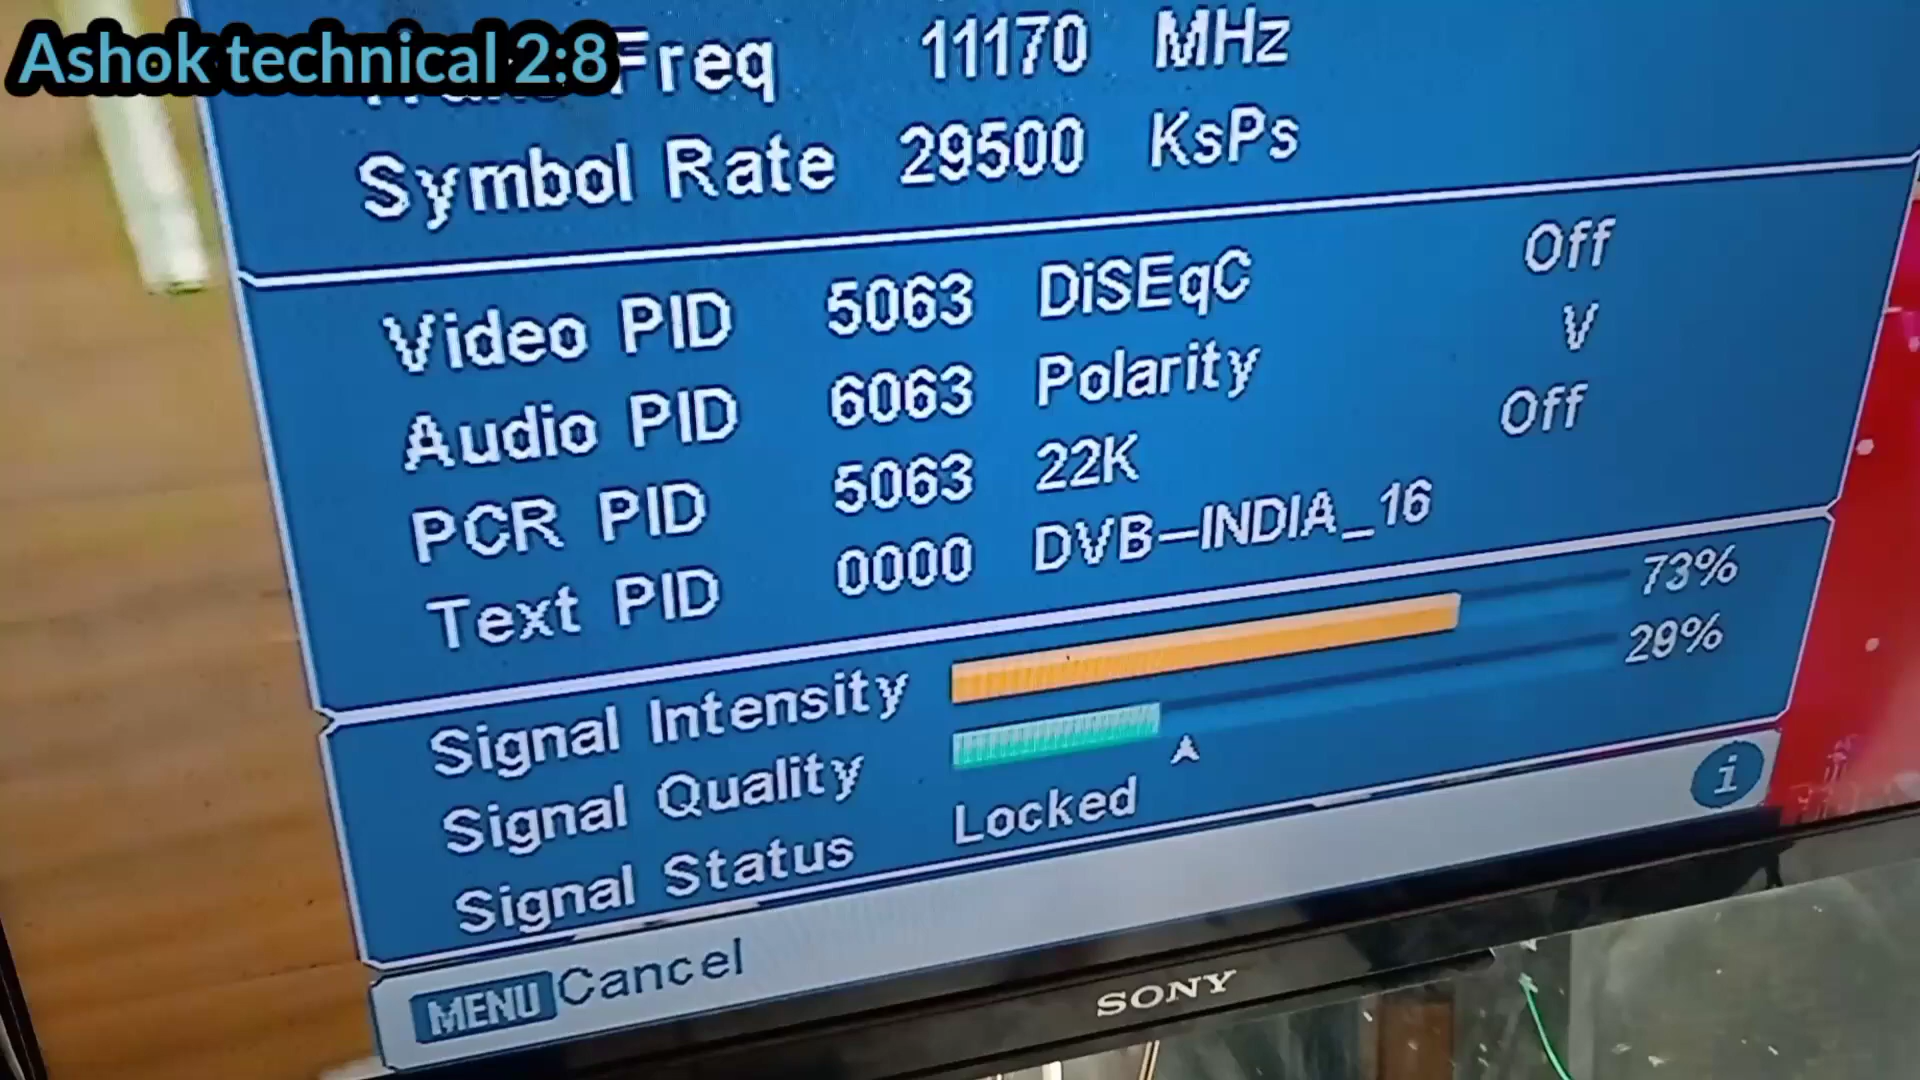 Ashok technical 2:8
Freq 11170 MHz
Symbol Rate 29500 KsPs
Video PID 5063 DiSEqC Off
Audio PID 6063 Polarity V
PCR PID 5063 22K Off
Text PID 0000 DVB-INDIA_16
Signal Intensity 73%
Signal Quality 29%
Signal Status Locked
i
MENU Cancel
SONY